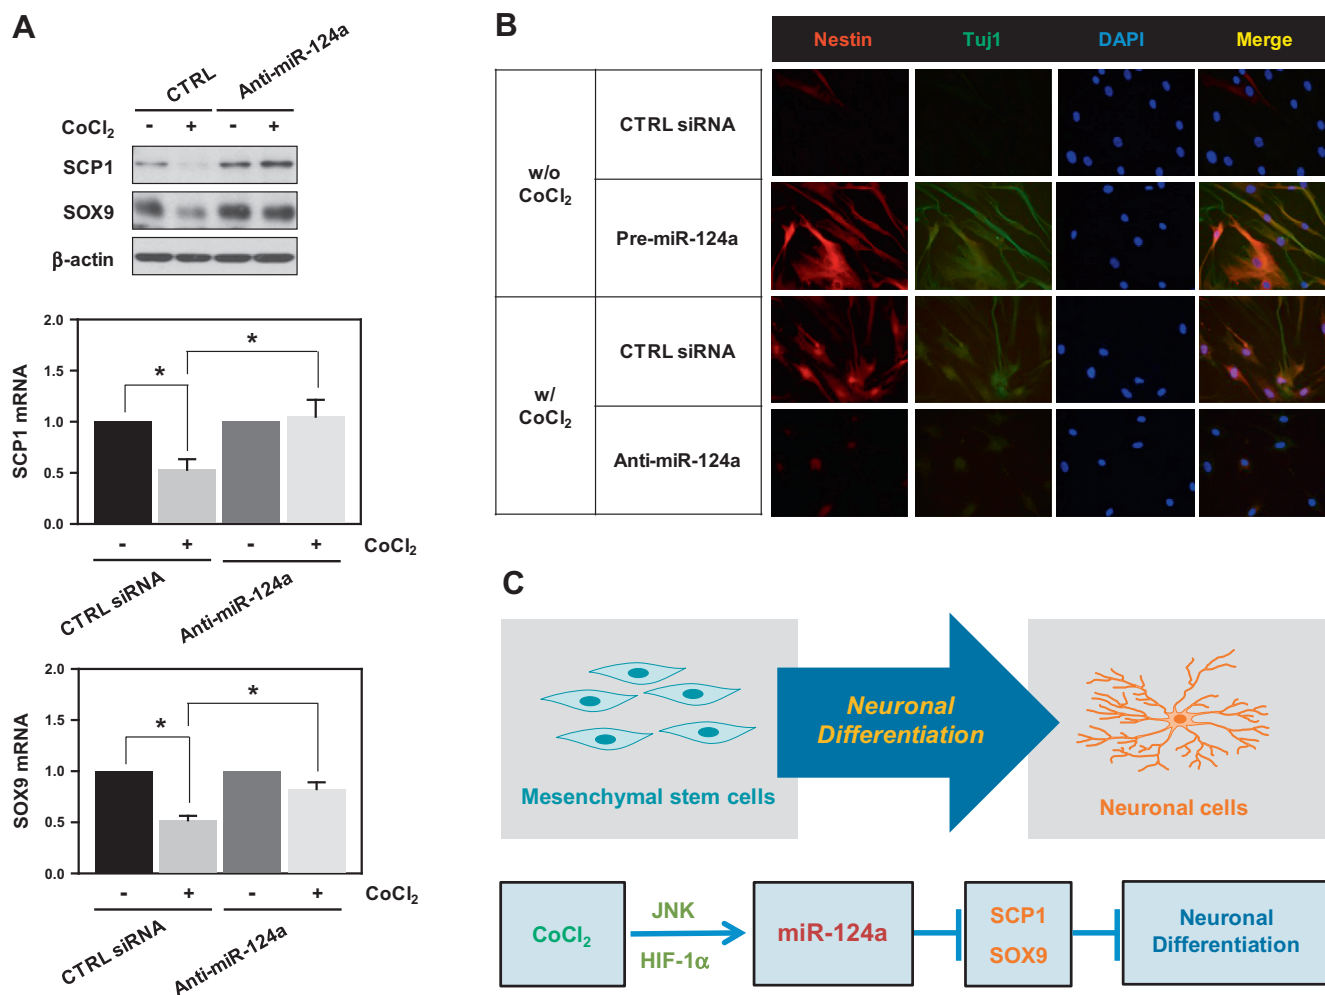 A
CTRL
Anti-miR-124a
CoCl₂ - + - +
SCP1
SOX9
β-actin
SCP1 mRNA
2.0
1.5
1.0
0.5
0.0
*
*
- + - + CoCl₂
CTRL siRNA
Anti-miR-124a
SOX9 mRNA
2.0
1.5
1.0
0.5
0.0
*
*
- + - + CoCl₂
CTRL siRNA
Anti-miR-124a
B
Nestin Tuj1 DAPI Merge
w/o
CoCl₂
CTRL siRNA
Pre-miR-124a
w/
CoCl₂
CTRL siRNA
Anti-miR-124a
C
Mesenchymal stem cells
Neuronal
Differentiation
Neuronal cells
CoCl₂
JNK
HIF-1α
miR-124a
SCP1
SOX9
Neuronal
Differentiation